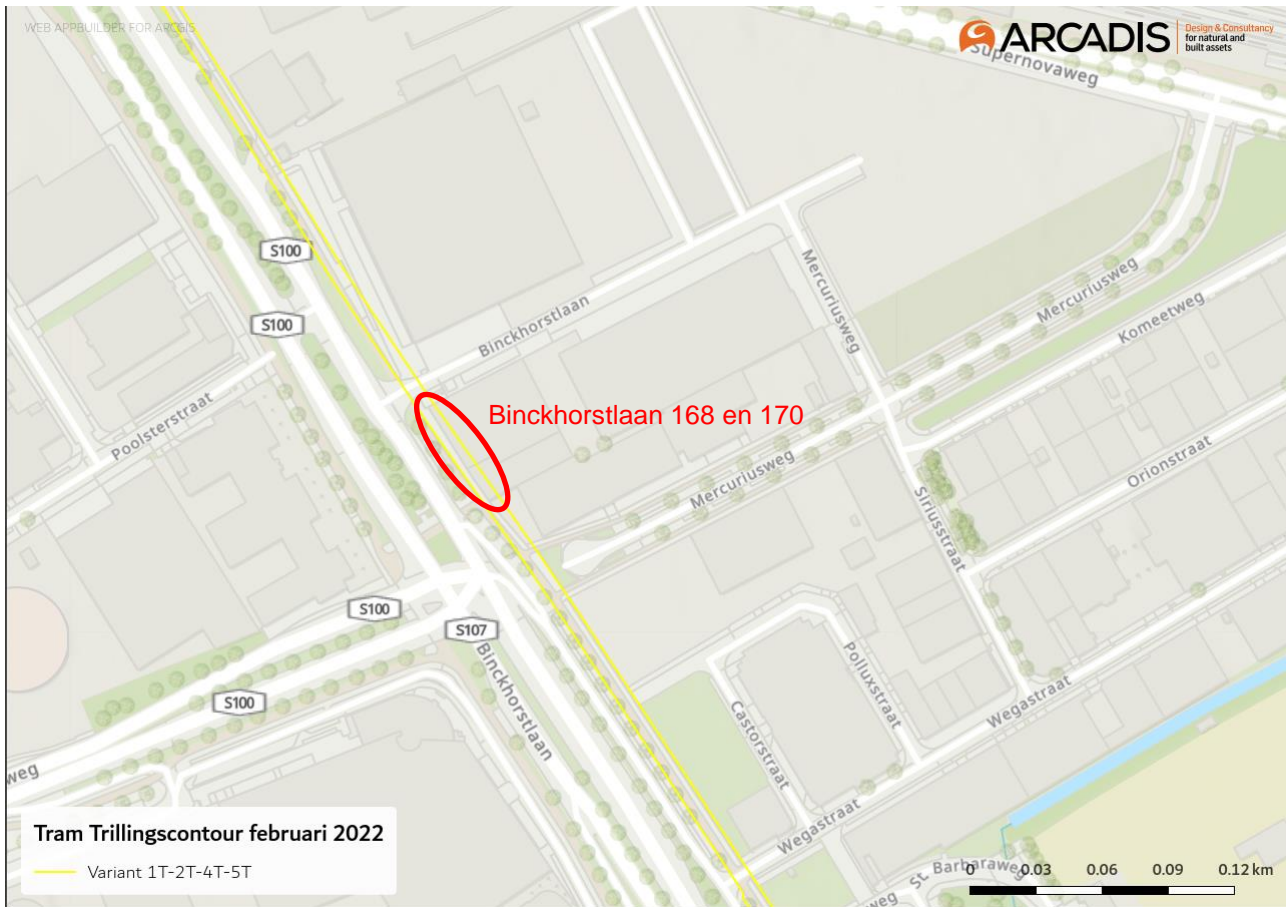 WEB APPBUILDER FOR ARCGIS
ARCADIS
Design & Consultancy
for natural and
built assets
Supernovaweg
S100
S100
Binckhorstlaan
Mercuriusweg
Mercuriusweg
Komeetweg
Poolsterstraat
Binckhorstlaan 168 en 170
Mercuriusweg
Orionstraat
Siriusstraat
S100
S107
S100
Binckhorstlaan
Polluxstraat
Castorstraat
Wegastraat
Wegastraat
weg
Tram Trillingscontour februari 2022
Variant 1T-2T-4T-5T
St. Barbaraweg
weg
0 0.03 0.06 0.09 0.12 km